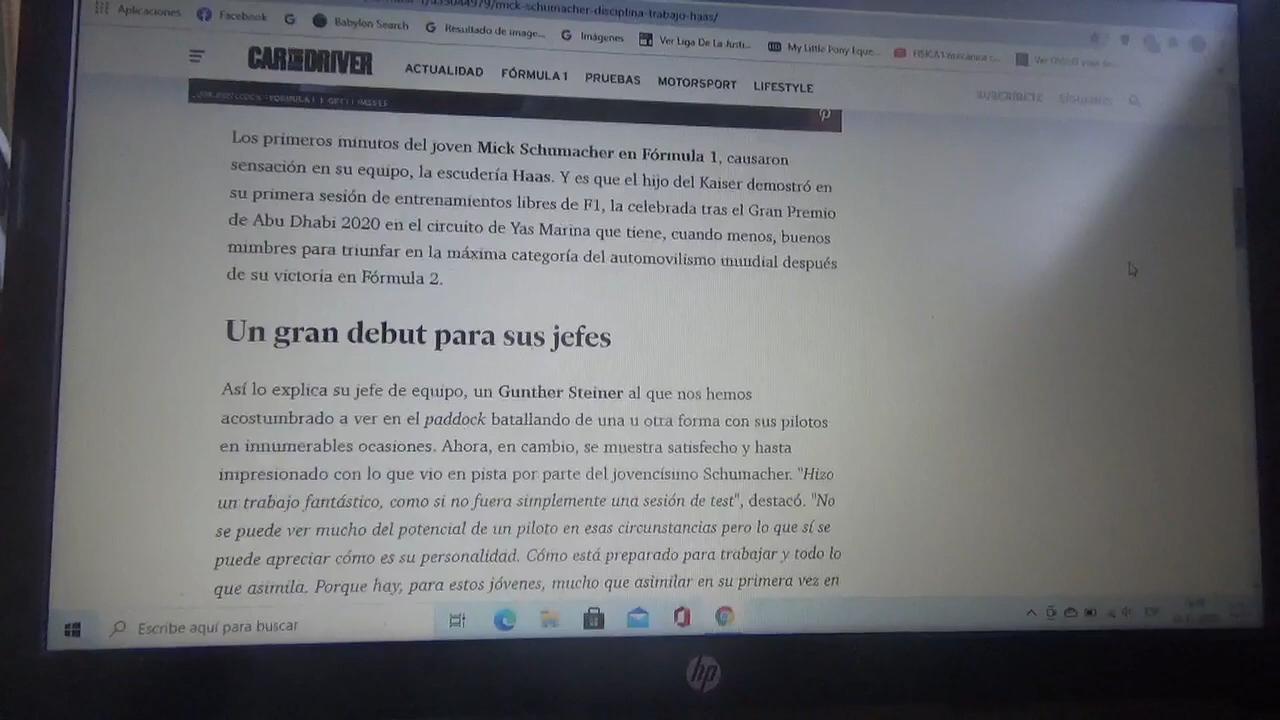 mick-schumacher-disciplina-trabajo-haas/
Aplicaciones Facebook Babylon Search Resultado de image... Imágenes Ver Liga De La Justi... My Little Pony Eque...
CAR AND DRIVER ACTUALIDAD FÓRMULA 1 PRUEBAS MOTORSPORT LIFESTYLE SUSCRÍBETE SÍGUENOS
Los primeros minutos del joven Mick Schumacher en Fórmula 1, causaron
sensación en su equipo, la escudería Haas. Y es que el hijo del Kaiser demostró en
su primera sesión de entrenamientos libres de F1, la celebrada tras el Gran Premio
de Abu Dhabi 2020 en el circuito de Yas Marina que tiene, cuando menos, buenos
mimbres para triunfar en la máxima categoría del automovilismo mundial después
de su victoria en Fórmula 2.
Un gran debut para sus jefes
Así lo explica su jefe de equipo, un Gunther Steiner al que nos hemos
acostumbrado a ver en el paddock batallando de una u otra forma con sus pilotos
en innumerables ocasiones. Ahora, en cambio, se muestra satisfecho y hasta
impresionado con lo que vio en pista por parte del jovencísimo Schumacher. "Hizo
un trabajo fantástico, como si no fuera simplemente una sesión de test", destacó. "No
se puede ver mucho del potencial de un piloto en esas circunstancias pero lo que sí se
puede apreciar cómo es su personalidad. Cómo está preparado para trabajar y todo lo
que asimila. Porque hay, para estos jóvenes, mucho que asimilar en su primera vez en
Escribe aquí para buscar
hp